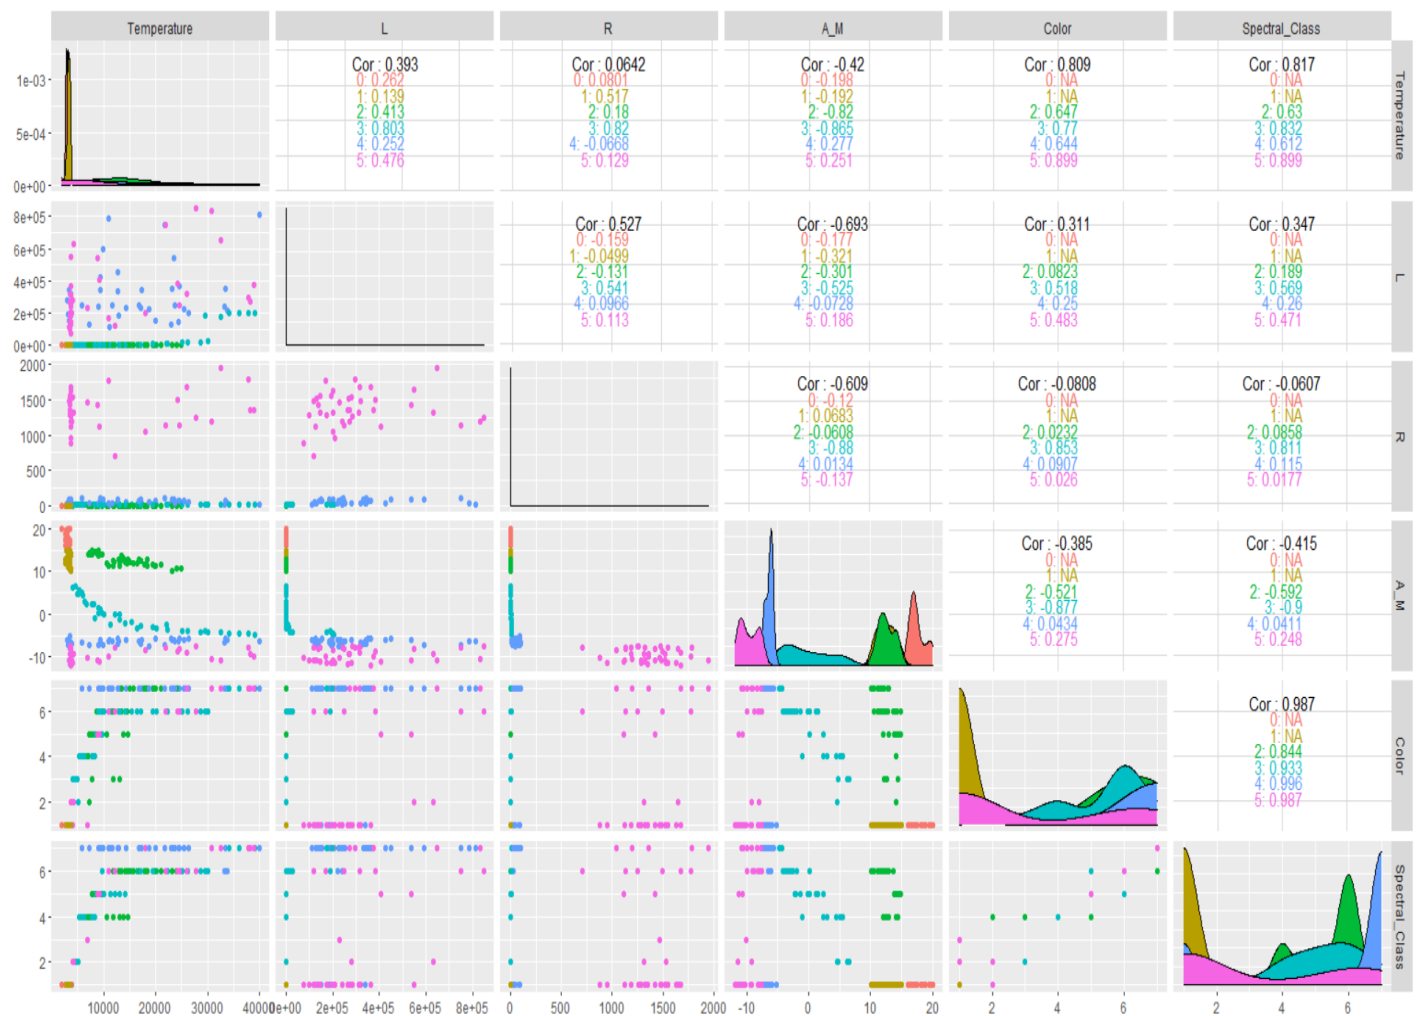 Temperature
L
R
A_M
Color
Spectral_Class
1e-03
5e-04
0e+00
Cor : 0.393
0: 0.262
1: 0.139
2: 0.413
3: 0.803
4: 0.252
5: 0.476
Cor : 0.0642
0: 0.0801
1: 0.517
2: 0.18
3: 0.82
4: -0.0668
5: 0.129
Cor : -0.42
0: -0.198
1: -0.192
2: -0.82
3: -0.865
4: 0.277
5: 0.251
Cor : 0.809
0: NA
1: NA
2: 0.647
3: 0.77
4: 0.644
5: 0.899
Cor : 0.817
0: NA
1: NA
2: 0.63
3: 0.832
4: 0.612
5: 0.899
Temperature
8e+05
6e+05
4e+05
2e+05
0e+00
Cor : 0.527
0: -0.159
1: -0.0499
2: -0.131
3: 0.541
4: 0.0966
5: 0.113
Cor : -0.693
0: -0.177
1: -0.321
2: -0.301
3: -0.525
4: -0.0728
5: 0.186
Cor : 0.311
0: NA
1: NA
2: 0.0823
3: 0.518
4: 0.25
5: 0.483
Cor : 0.347
0: NA
1: NA
2: 0.189
3: 0.569
4: 0.26
5: 0.471
L
2000
1500
1000
500
0
Cor : -0.609
0: -0.12
1: 0.0683
2: -0.0608
3: -0.88
4: 0.0134
5: -0.137
Cor : -0.0808
0: NA
1: NA
2: 0.0232
3: 0.853
4: 0.0907
5: 0.026
Cor : -0.0607
0: NA
1: NA
2: 0.0858
3: 0.811
4: 0.115
5: 0.0177
R
20
10
0
-10
Cor : -0.385
0: NA
1: NA
2: -0.521
3: -0.877
4: 0.0434
5: 0.275
Cor : -0.415
0: NA
1: NA
2: -0.592
3: -0.9
4: 0.0411
5: 0.248
A_M
6
4
2
Cor : 0.987
0: NA
1: NA
2: 0.844
3: 0.933
4: 0.996
5: 0.987
Color
6
4
2
Spectral_Class
10000 20000 30000 40000
0e+00 2e+05 4e+05 6e+05 8e+05
0 500 1000 1500 2000
-10 0 10 20
2 4 6
2 4 6